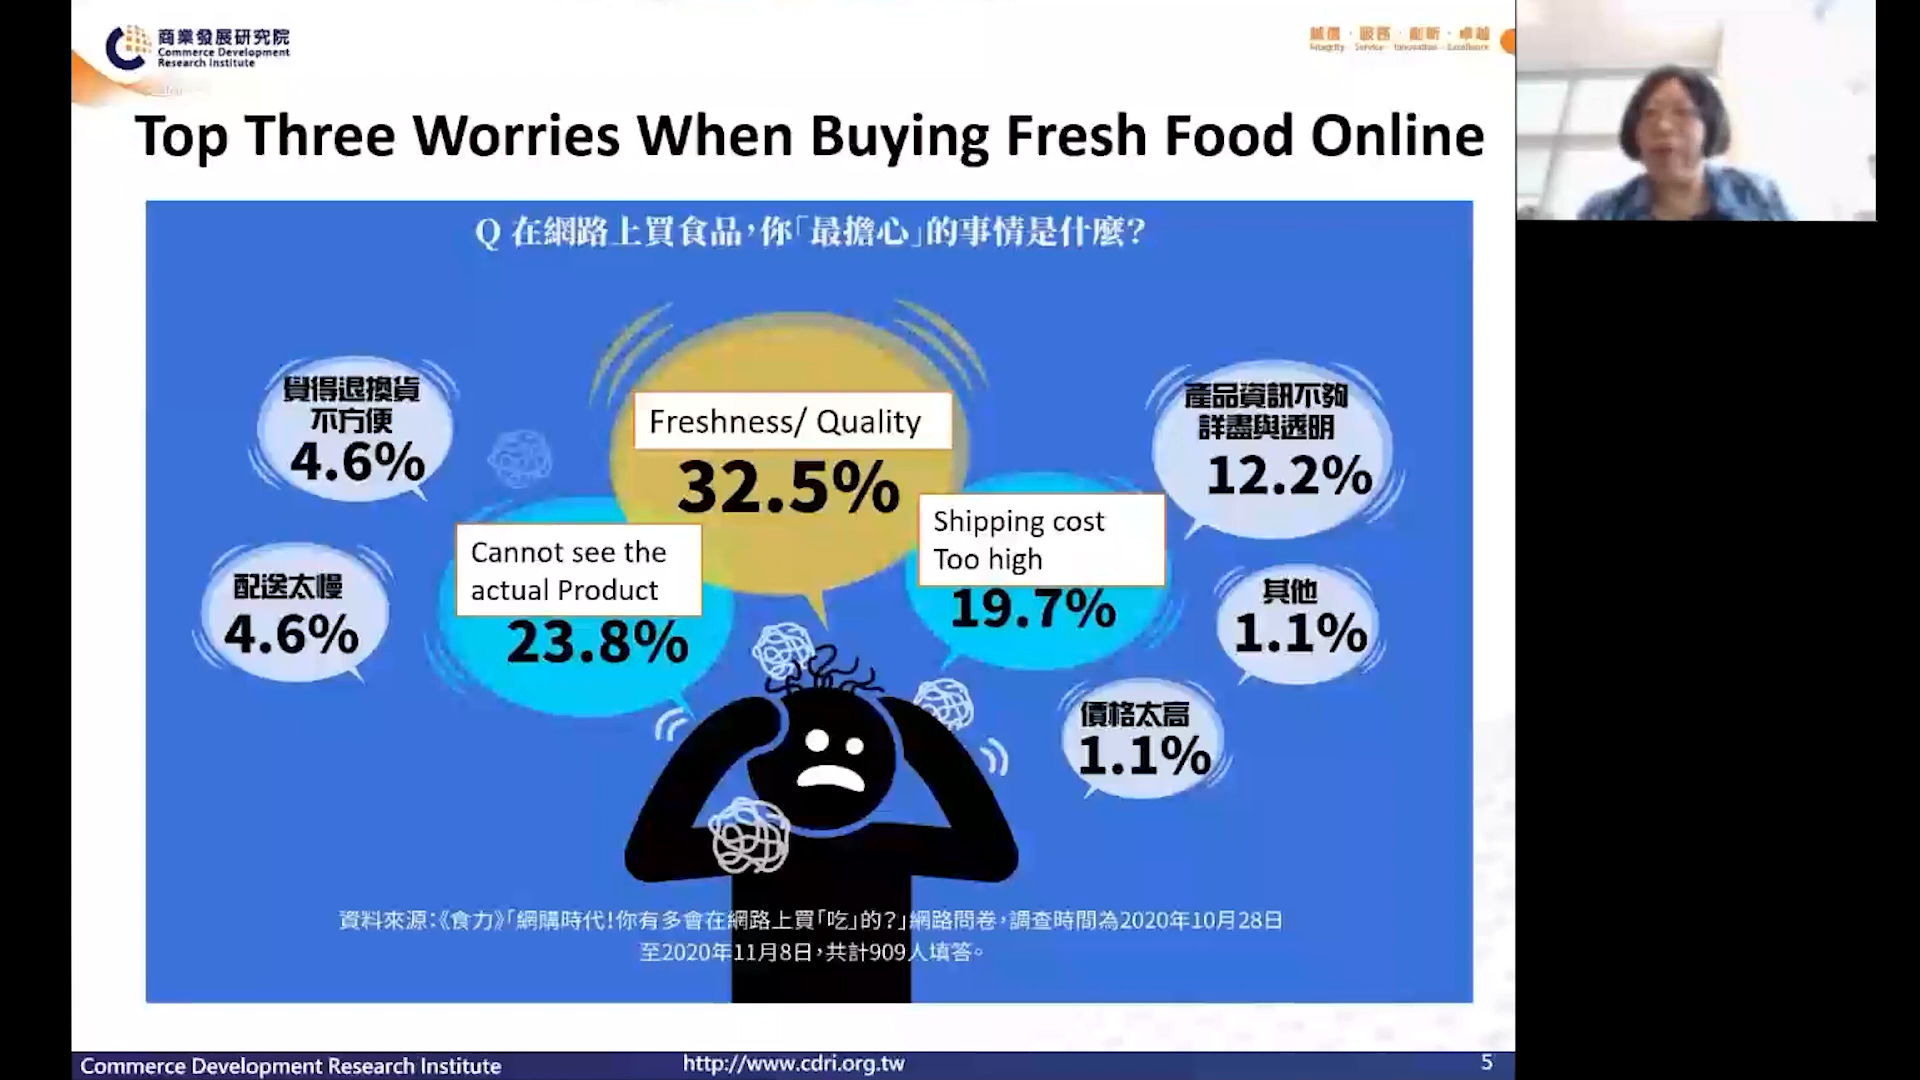 商業發展研究院
Commerce Development
Research Institute
誠信·服務·創新·卓越
Integrity · Service · Innovation · Excellence
Top Three Worries When Buying Fresh Food Online
Q 在網路上買食品，你「最擔心」的事情是什麼？
覺得退換貨
不方便
4.6%
Freshness/ Quality
32.5%
產品資訊不夠
詳盡與透明
12.2%
配送太慢
4.6%
Cannot see the
actual Product
23.8%
Shipping cost
Too high
19.7%
其他
1.1%
價格太高
1.1%
資料來源：《食力》「網購時代！你有多會在網路上買「吃」的？」網路問卷，調查時間為2020年10月28日
至2020年11月8日，共計909人填答。
Commerce Development Research Institute
http://www.cdri.org.tw
5